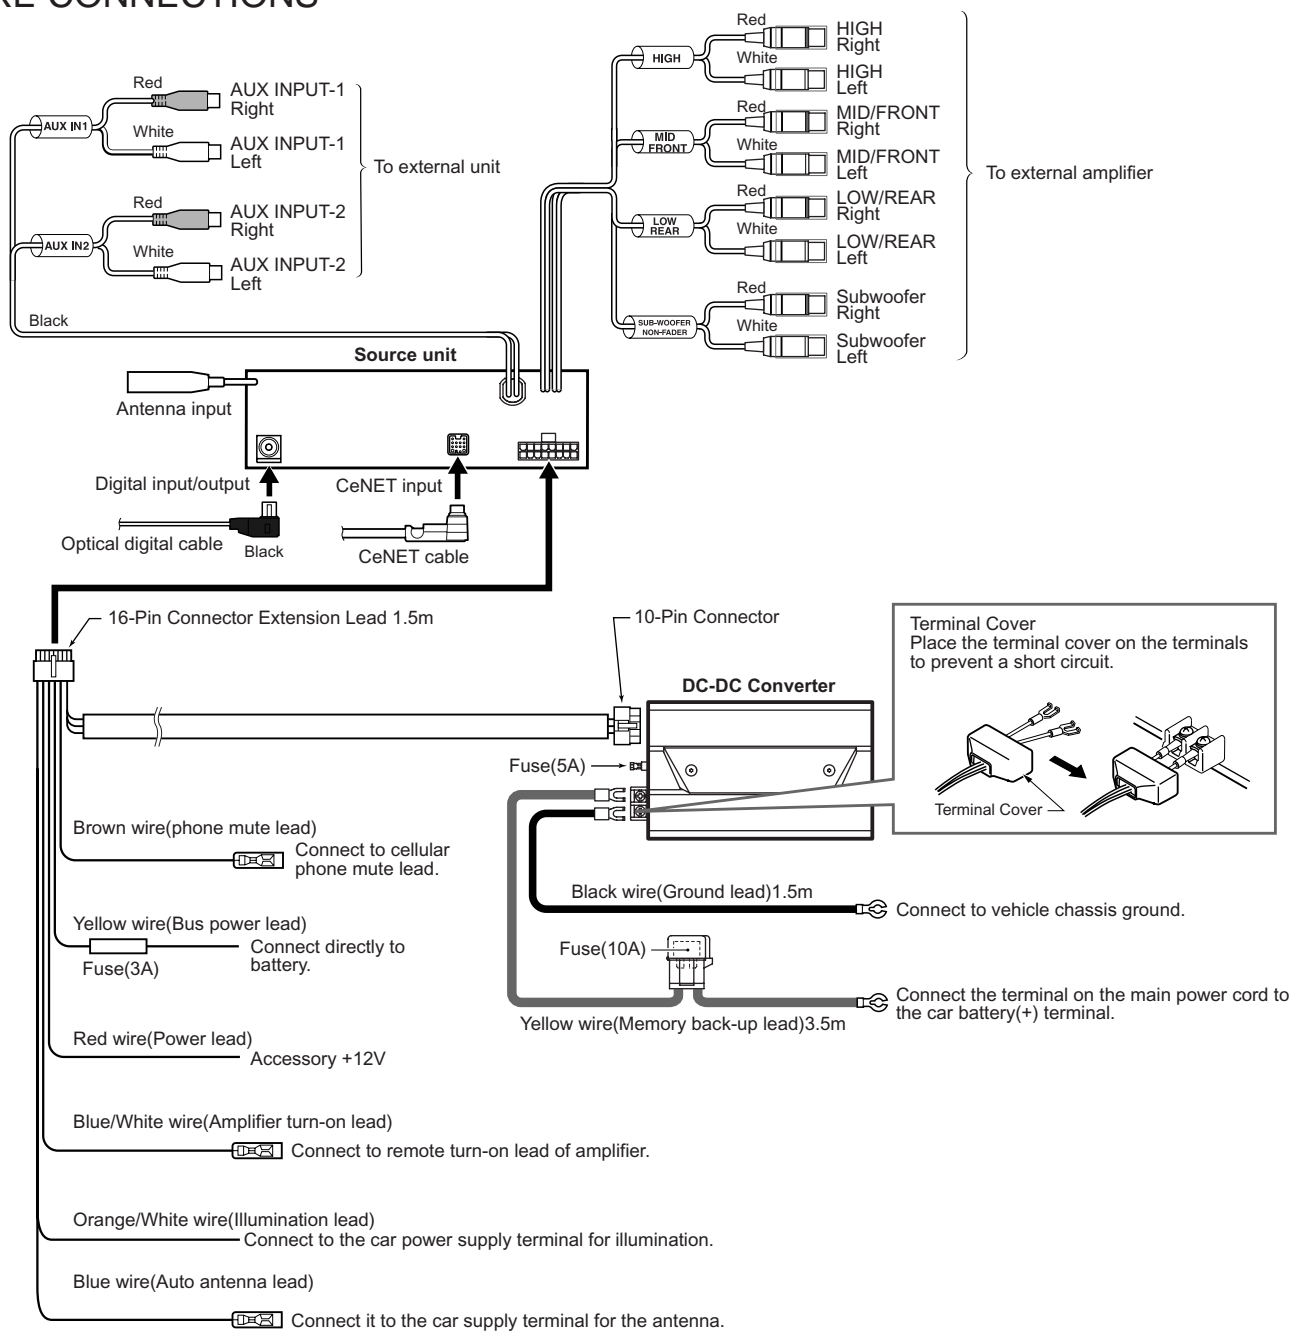 CONNECTIONS
Red
AUX INPUT-1
Right
AUX IN1
White
AUX INPUT-1
Left
To external unit
Red
AUX INPUT-2
Right
AUX IN2
White
AUX INPUT-2
Left
Black
Red
HIGH
Right
HIGH
White
HIGH
Left
Red
MID/FRONT
Right
MID
FRONT
White
MID/FRONT
Left
To external amplifier
Red
LOW/REAR
Right
LOW
REAR
White
LOW/REAR
Left
Red
Subwoofer
Right
SUB-WOOFER
NON-FADER
White
Subwoofer
Left
Source unit
Antenna input
Digital input/output
CeNET input
Optical digital cable
Black
CeNET cable
16-Pin Connector Extension Lead 1.5m
10-Pin Connector
DC-DC Converter
Fuse(5A)
Terminal Cover
Place the terminal cover on the terminals
to prevent a short circuit.
Terminal Cover
Brown wire(phone mute lead)
Connect to cellular
phone mute lead.
Black wire(Ground lead)1.5m
Connect to vehicle chassis ground.
Yellow wire(Bus power lead)
Connect directly to
battery.
Fuse(3A)
Fuse(10A)
Connect the terminal on the main power cord to
the car battery(+) terminal.
Yellow wire(Memory back-up lead)3.5m
Red wire(Power lead)
Accessory +12V
Blue/White wire(Amplifier turn-on lead)
Connect to remote turn-on lead of amplifier.
Orange/White wire(Illumination lead)
Connect to the car power supply terminal for illumination.
Blue wire(Auto antenna lead)
Connect it to the car supply terminal for the antenna.